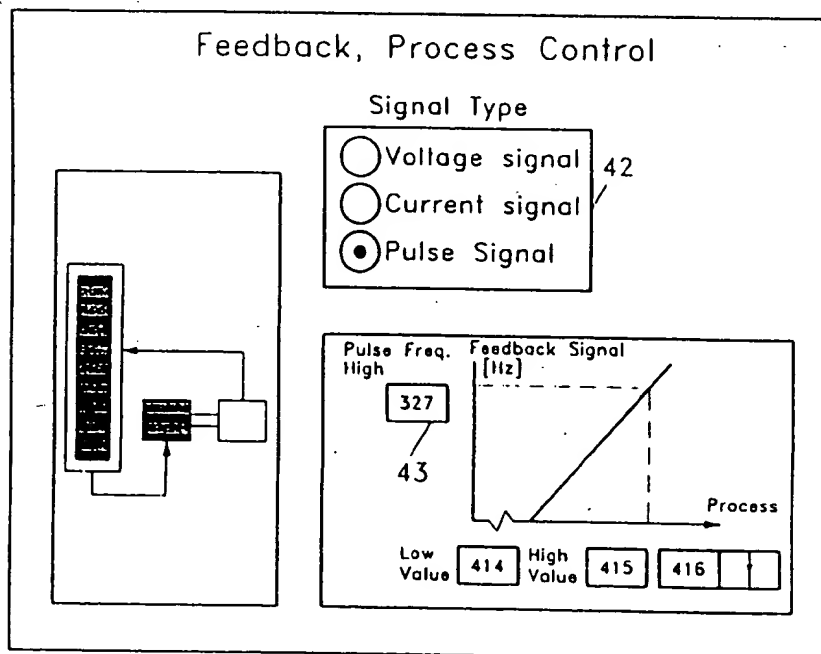 Feedback, Process Control
Signal Type
Voltage signal
42
Current signal
Pulse Signal
Pulse Freq. Feedback Signal
High [Hz]
327
43
Process
Low Value 414 High Value 415 416